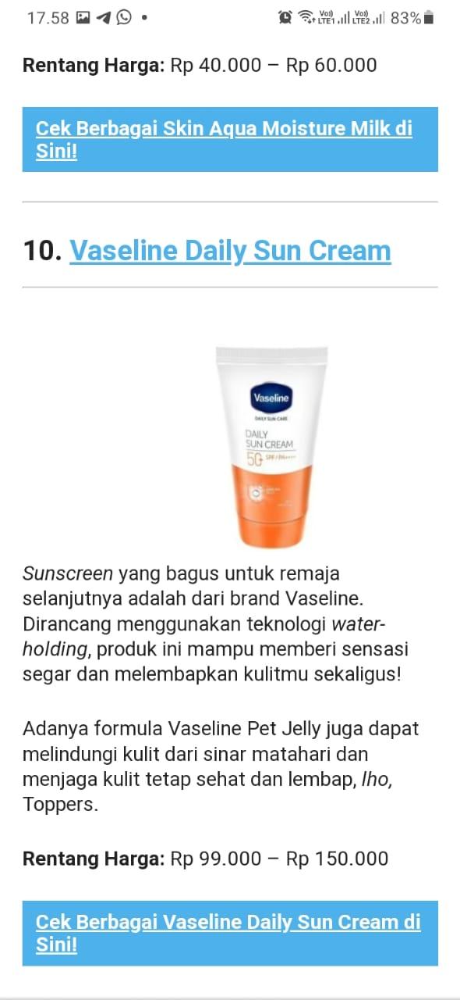 17.58
Vo)) LTE1 Vo)) LTE2 83%
Rentang Harga: Rp 40.000 – Rp 60.000
Cek Berbagai Skin Aqua Moisture Milk di
Sini!
10. Vaseline Daily Sun Cream
Vaseline
DAILY SUN CARE
DAILY
SUN CREAM
50 SPF/PA++++
Sunscreen yang bagus untuk remaja
selanjutnya adalah dari brand Vaseline.
Dirancang menggunakan teknologi water-
holding, produk ini mampu memberi sensasi
segar dan melembapkan kulitmu sekaligus!
Adanya formula Vaseline Pet Jelly juga dapat
melindungi kulit dari sinar matahari dan
menjaga kulit tetap sehat dan lembap, lho,
Toppers.
Rentang Harga: Rp 99.000 – Rp 150.000
Cek Berbagai Vaseline Daily Sun Cream di
Sini!